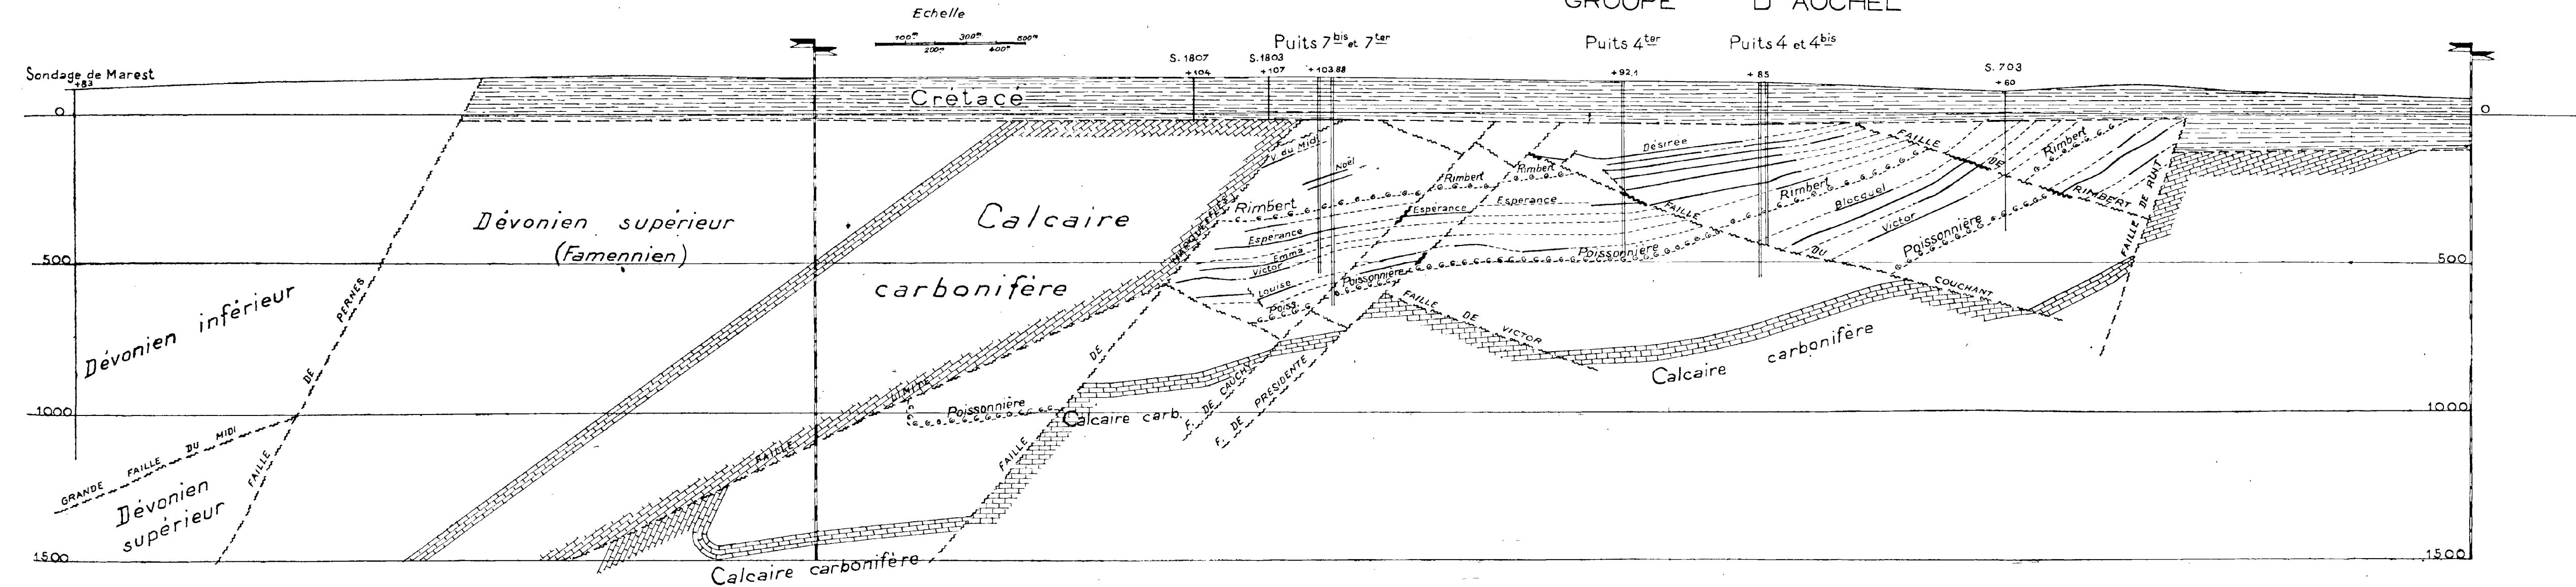 GROUPE D'AUCHEL
Echelle
100m 300m 500m
200m 400m
Puits 7bis et 7ter
Puits 4ter
Puits 4 et 4bis
Sondage de Marest
+83
S. 1807
+104
S. 1803
+107
+103.88
+92,1
+85
S. 703
+60
Crétacé
0
0
Désirée
FAILLE DE RIMBERT
Rimbert
V. du Midi
Noël
Rimbert
Rimbert
Rimbert
Rimbert
Blocquel
Victor
Poissonnière
FAILLE DE RUHT
Dévonien supérieur
(Famennien)
Calcaire
carbonifère
Espérance
Espérance
Espérance
Emma
Victor
Louise
Poiss.
Poissonnière
Poissonnière
FAILLE DU COUCHANT
500
500
Dévonien inférieur
FAILLE DE PERNES
FAILLE DE VICTOR
Calcaire carbonifère
FAILLE LIMITE
FAILLE DE
F. DE CAUCHY
F. DE PRESIDENTE
Poissonnière
Calcaire carb.
1000
1000
GRANDE FAILLE DU MIDI
Dévonien
supérieur
1500
1500
Calcaire carbonifère